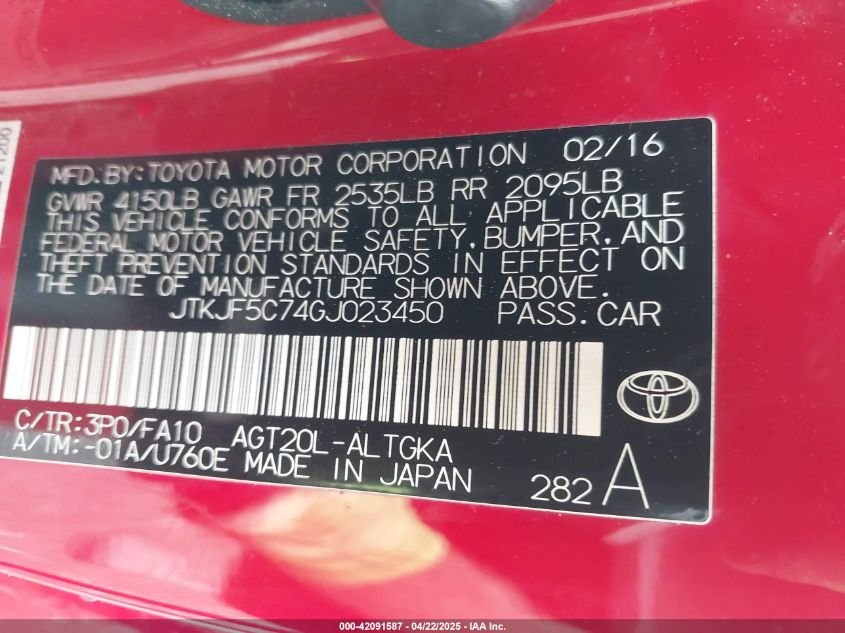 21200
MFD. BY: TOYOTA MOTOR CORPORATION 02/16
GVWR 4150LB GAWR FR 2535LB RR 2095LB
THIS VEHICLE CONFORMS TO ALL APPLICABLE
FEDERAL MOTOR VEHICLE SAFETY, BUMPER, AND
THEFT PREVENTION STANDARDS IN EFFECT ON
THE DATE OF MANUFACTURE SHOWN ABOVE.
JTKJF5C74GJ023450 PASS. CAR
C/TR: 3P0/FA10 AGT20L-ALTGKA
A/TM: -01A/U760E MADE IN JAPAN
282 A
000-42091587 - 04/22/2025 - IAA Inc.